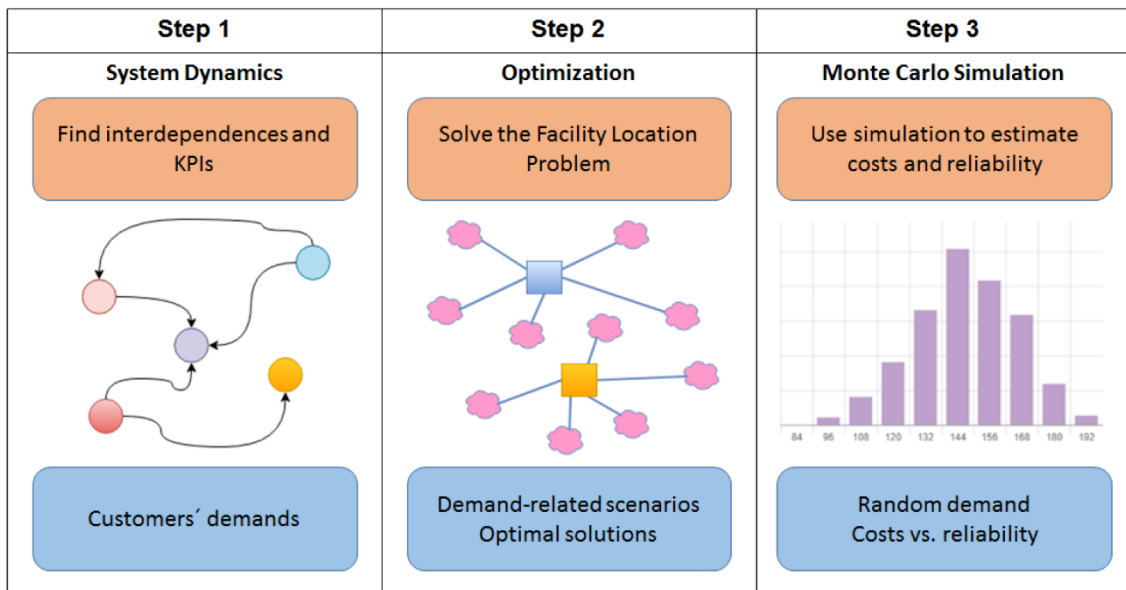 Step 1
Step 2
Step 3
System Dynamics
Optimization
Monte Carlo Simulation
Find interdependences and
KPIs
Solve the Facility Location
Problem
Use simulation to estimate
costs and reliability
84 96 108 120 132 144 156 168 180 192
Customers´ demands
Demand-related scenarios
Optimal solutions
Random demand
Costs vs. reliability